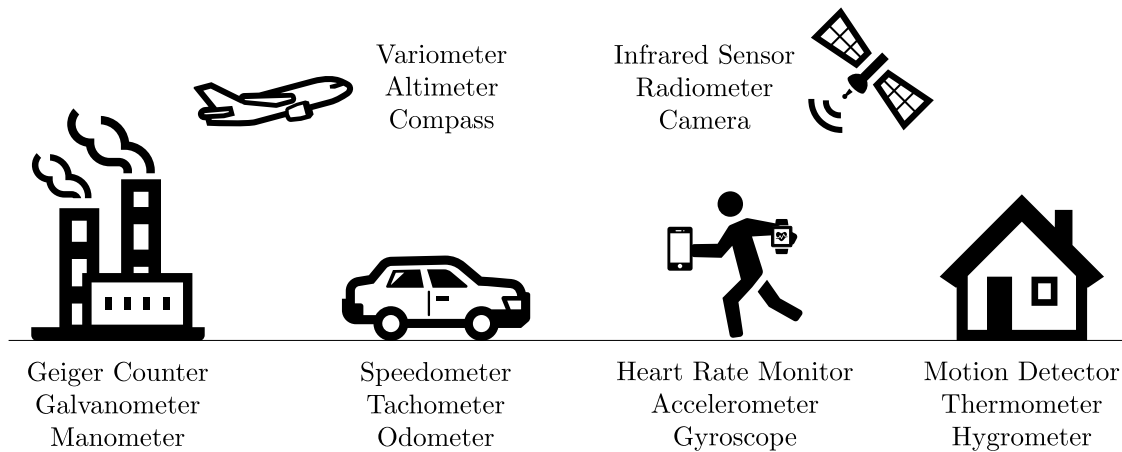 Variometer
Altimeter
Compass
Infrared Sensor
Radiometer
Camera
Geiger Counter
Galvanometer
Manometer
Speedometer
Tachometer
Odometer
Heart Rate Monitor
Accelerometer
Gyroscope
Motion Detector
Thermometer
Hygrometer